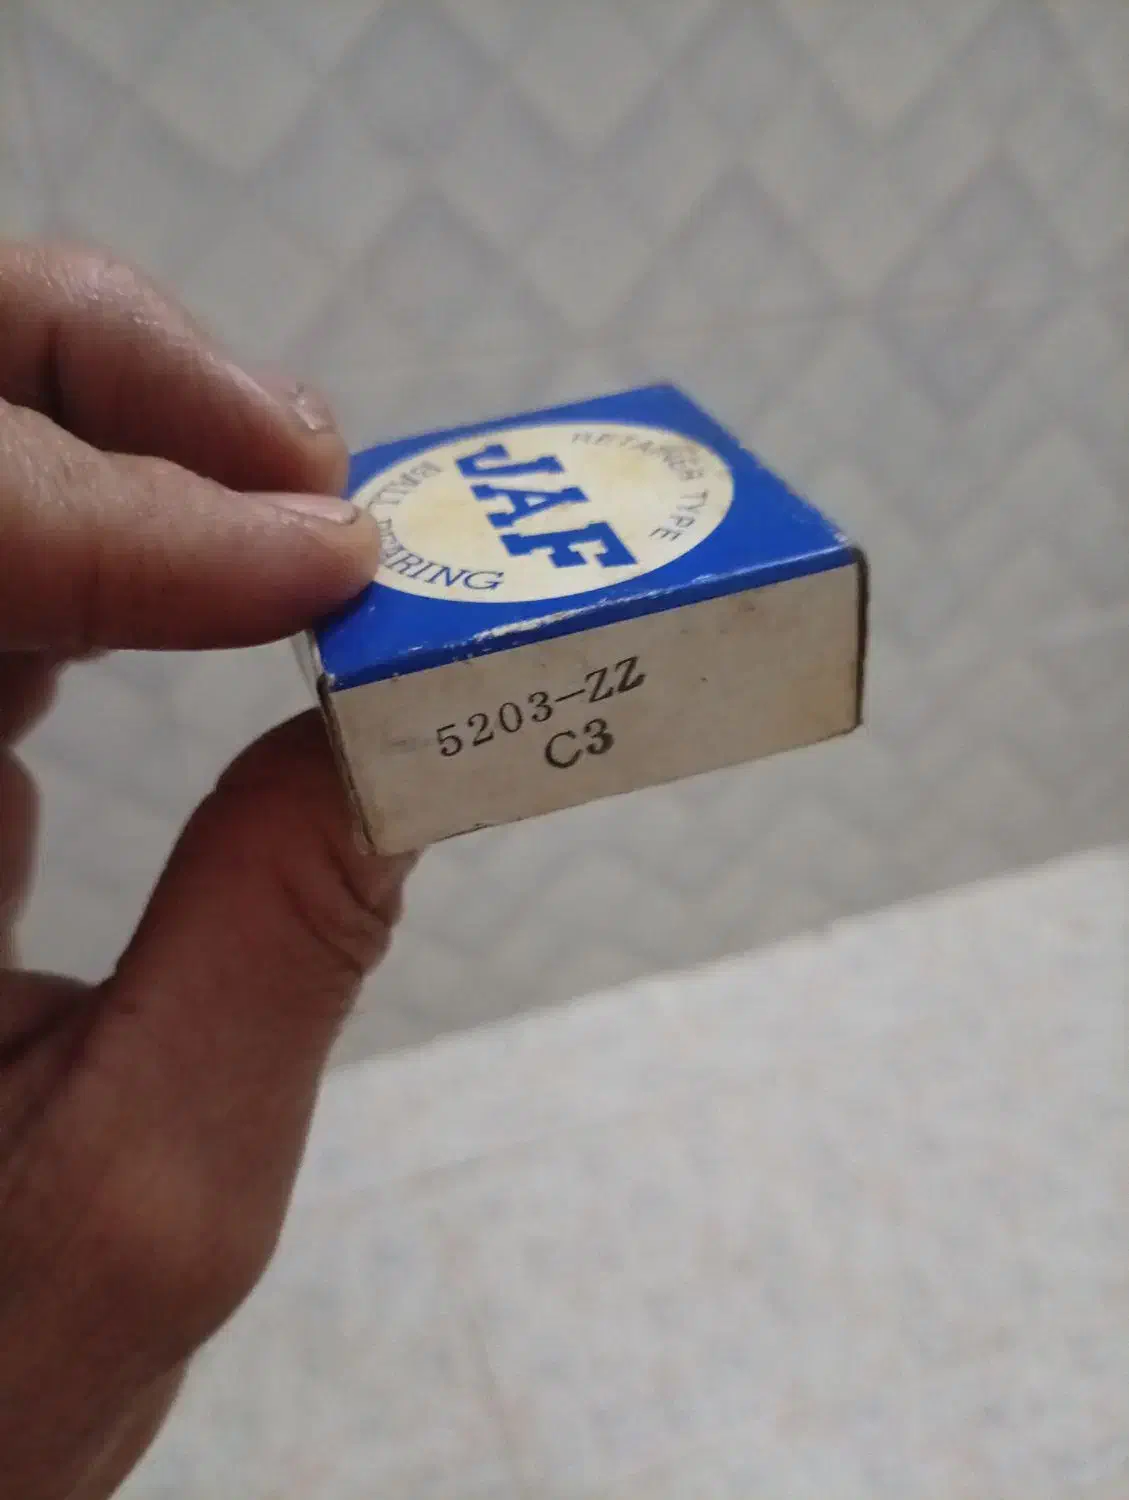 JAF
RETAINER TYPE
BALL BEARING
5203-ZZ
C3